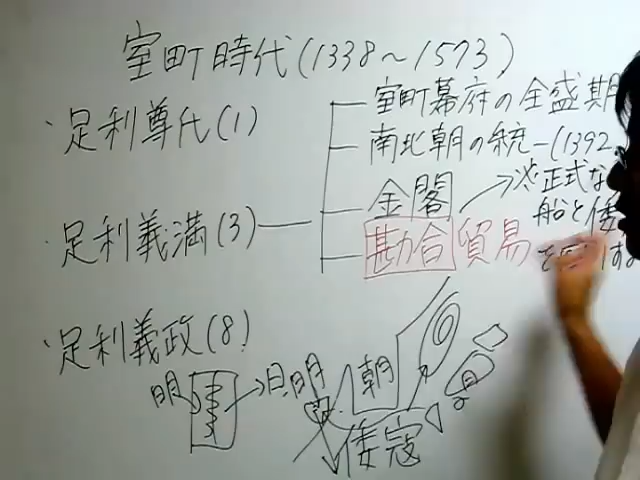 室町時代(1338～1573)
・足利尊代(1)
室町幕府の全盛期
南北朝の統一(1392
・足利義満(3)
金閣
勘合貿易
※正式な
船と倭
・足利義政(8)
明
日明
朝
日
倭寇